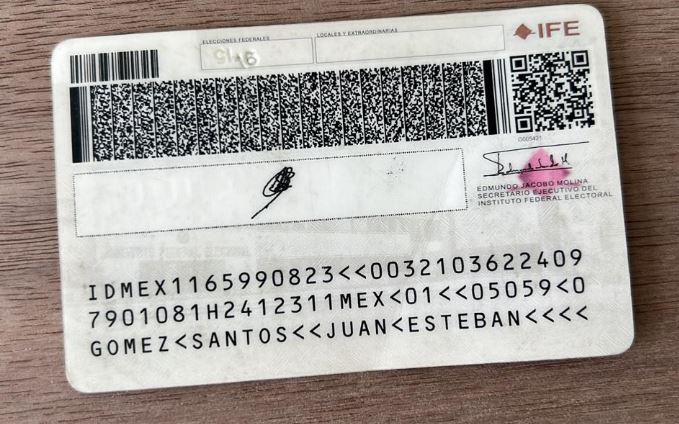 ELECCIONES FEDERALES
LOCALES Y EXTRAORDINARIAS
IFE
EDMUNDO JACOBO MOLINA
SECRETARIO EJECUTIVO DEL
INSTITUTO FEDERAL ELECTORAL
IDMEX1165990823<<0032103622409
7901081H2412311MEX<01<<05059<0
GOMEZ<SANTOS<<JUAN<ESTEBAN<<<<